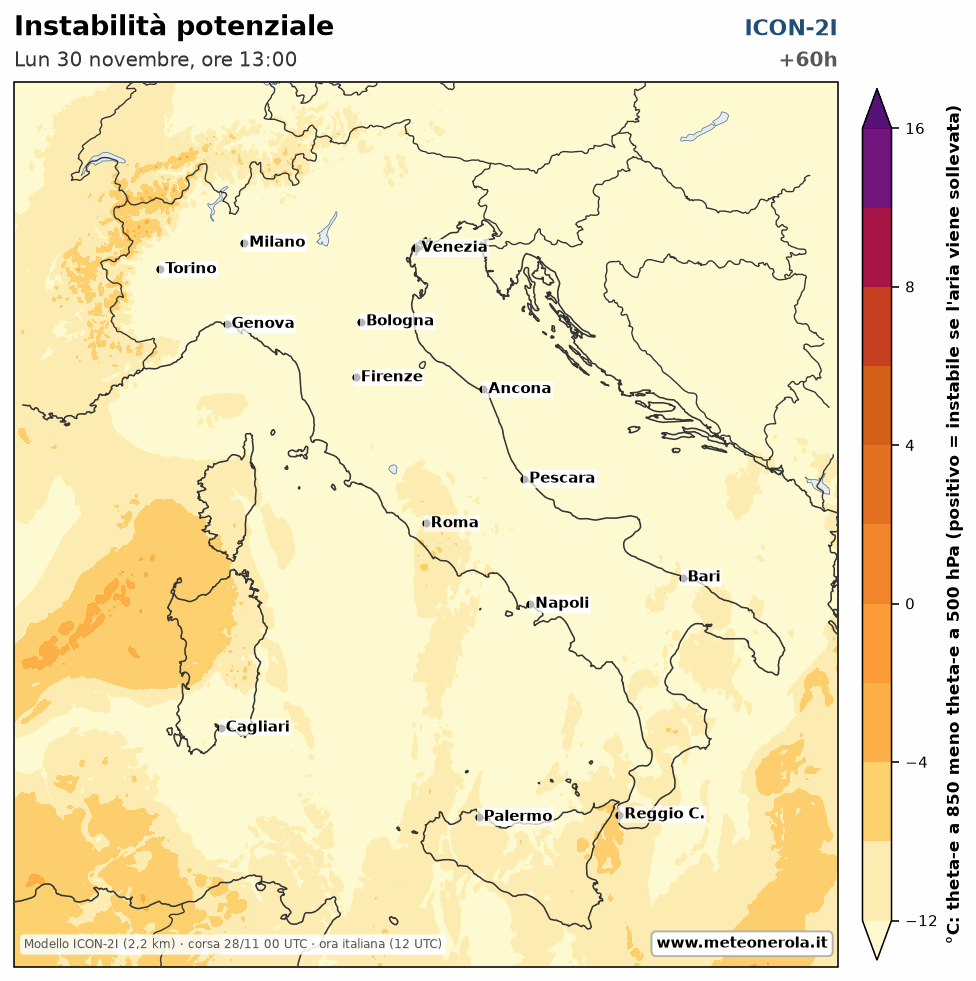 Instabilità potenziale
ICON-2I
Lun 30 novembre, ore 13:00
+60h
Milano
Venezia
Torino
Genova
Bologna
Firenze
Ancona
Pescara
Roma
Bari
Napoli
Cagliari
Palermo
Reggio C.
16
8
4
0
−4
−12
°C: theta-e a 850 meno theta-e a 500 hPa (positivo = instabile se l'aria viene sollevata)
Modello ICON-2I (2,2 km) · corsa 28/11 00 UTC · ora italiana (12 UTC)
www.meteonerola.it